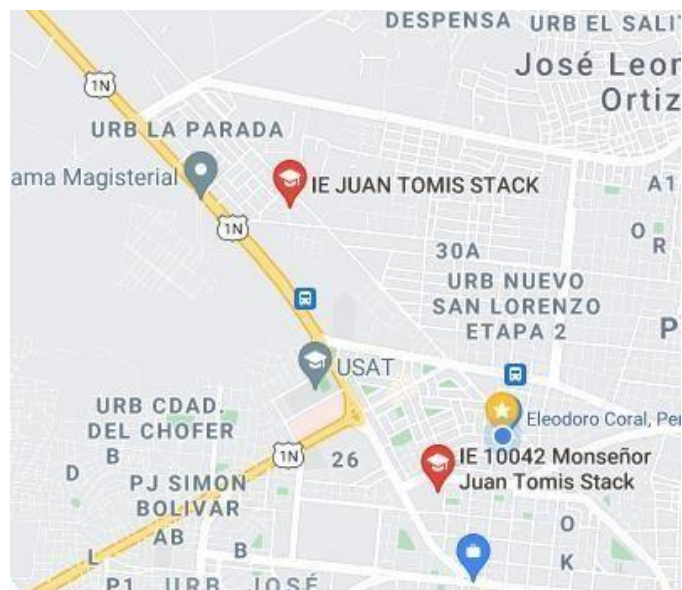 DESPENSA
URB EL SALIT
José Leon
Ortiz
1N
URB LA PARADA
ama Magisterial
IE JUAN TOMIS STACK
A1
1N
O
R
30A
URB NUEVO
SAN LORENZO
ETAPA 2
P
USAT
URB CDAD.
DEL CHOFER
B
D
Eleodoro Coral, Per
1N
26
IE 10042 Monseñor
Juan Tomis Stack
PJ SIMON
BOLIVAR
AB
B
L
O
K
P1
URB JOSÉ